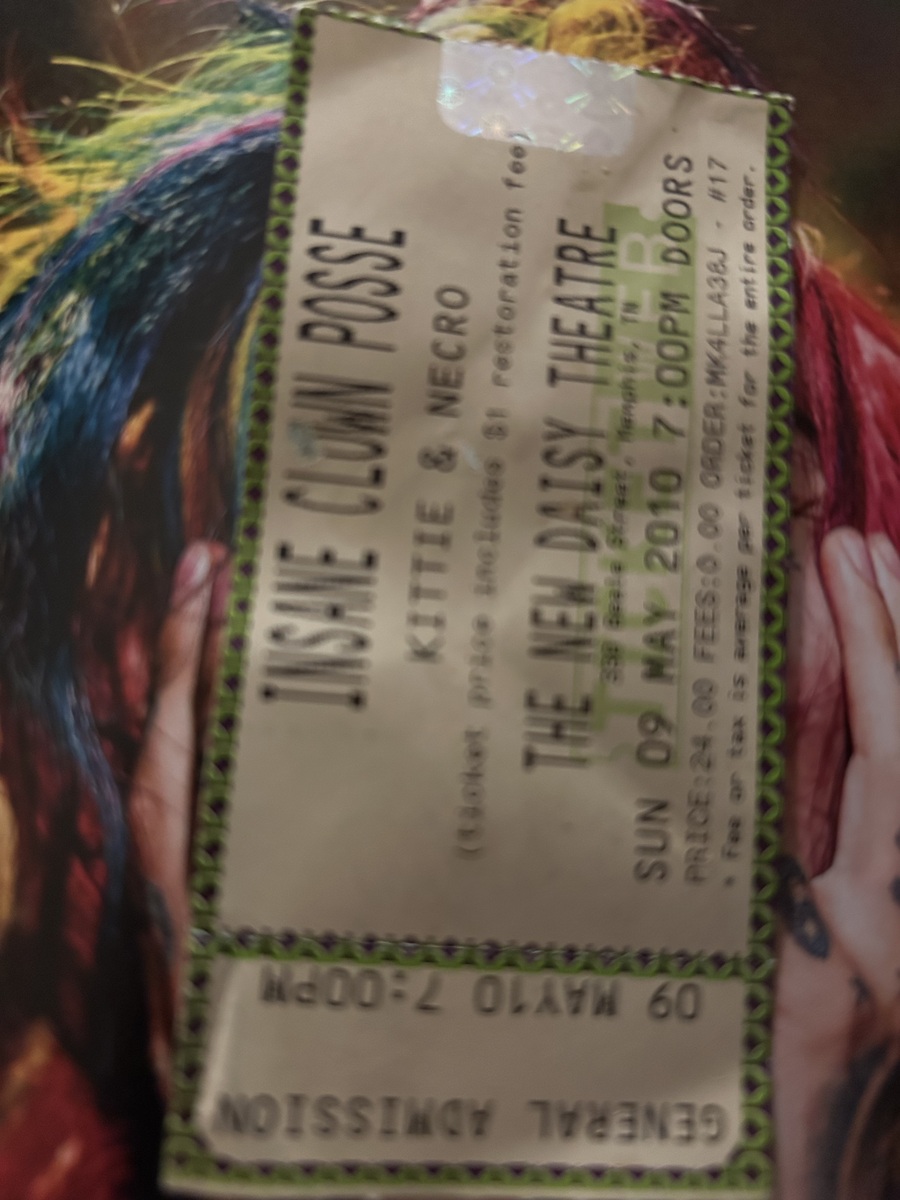 INSANE CLOWN POSSE
KITTIE & NECRO
(ticket price includes $1 restoration fee)
THE NEW DAISY THEATRE
330 Beale Street, Memphis, TN
SUN 09 MAY 2010 7:00PM DOORS
PRICE:24.00 FEES:0.00 ORDER:MK4LLA38J - #17
* Fee or tax is average per ticket for the entire order.
09 MAY10 7:00PM
GENERAL ADMISSION